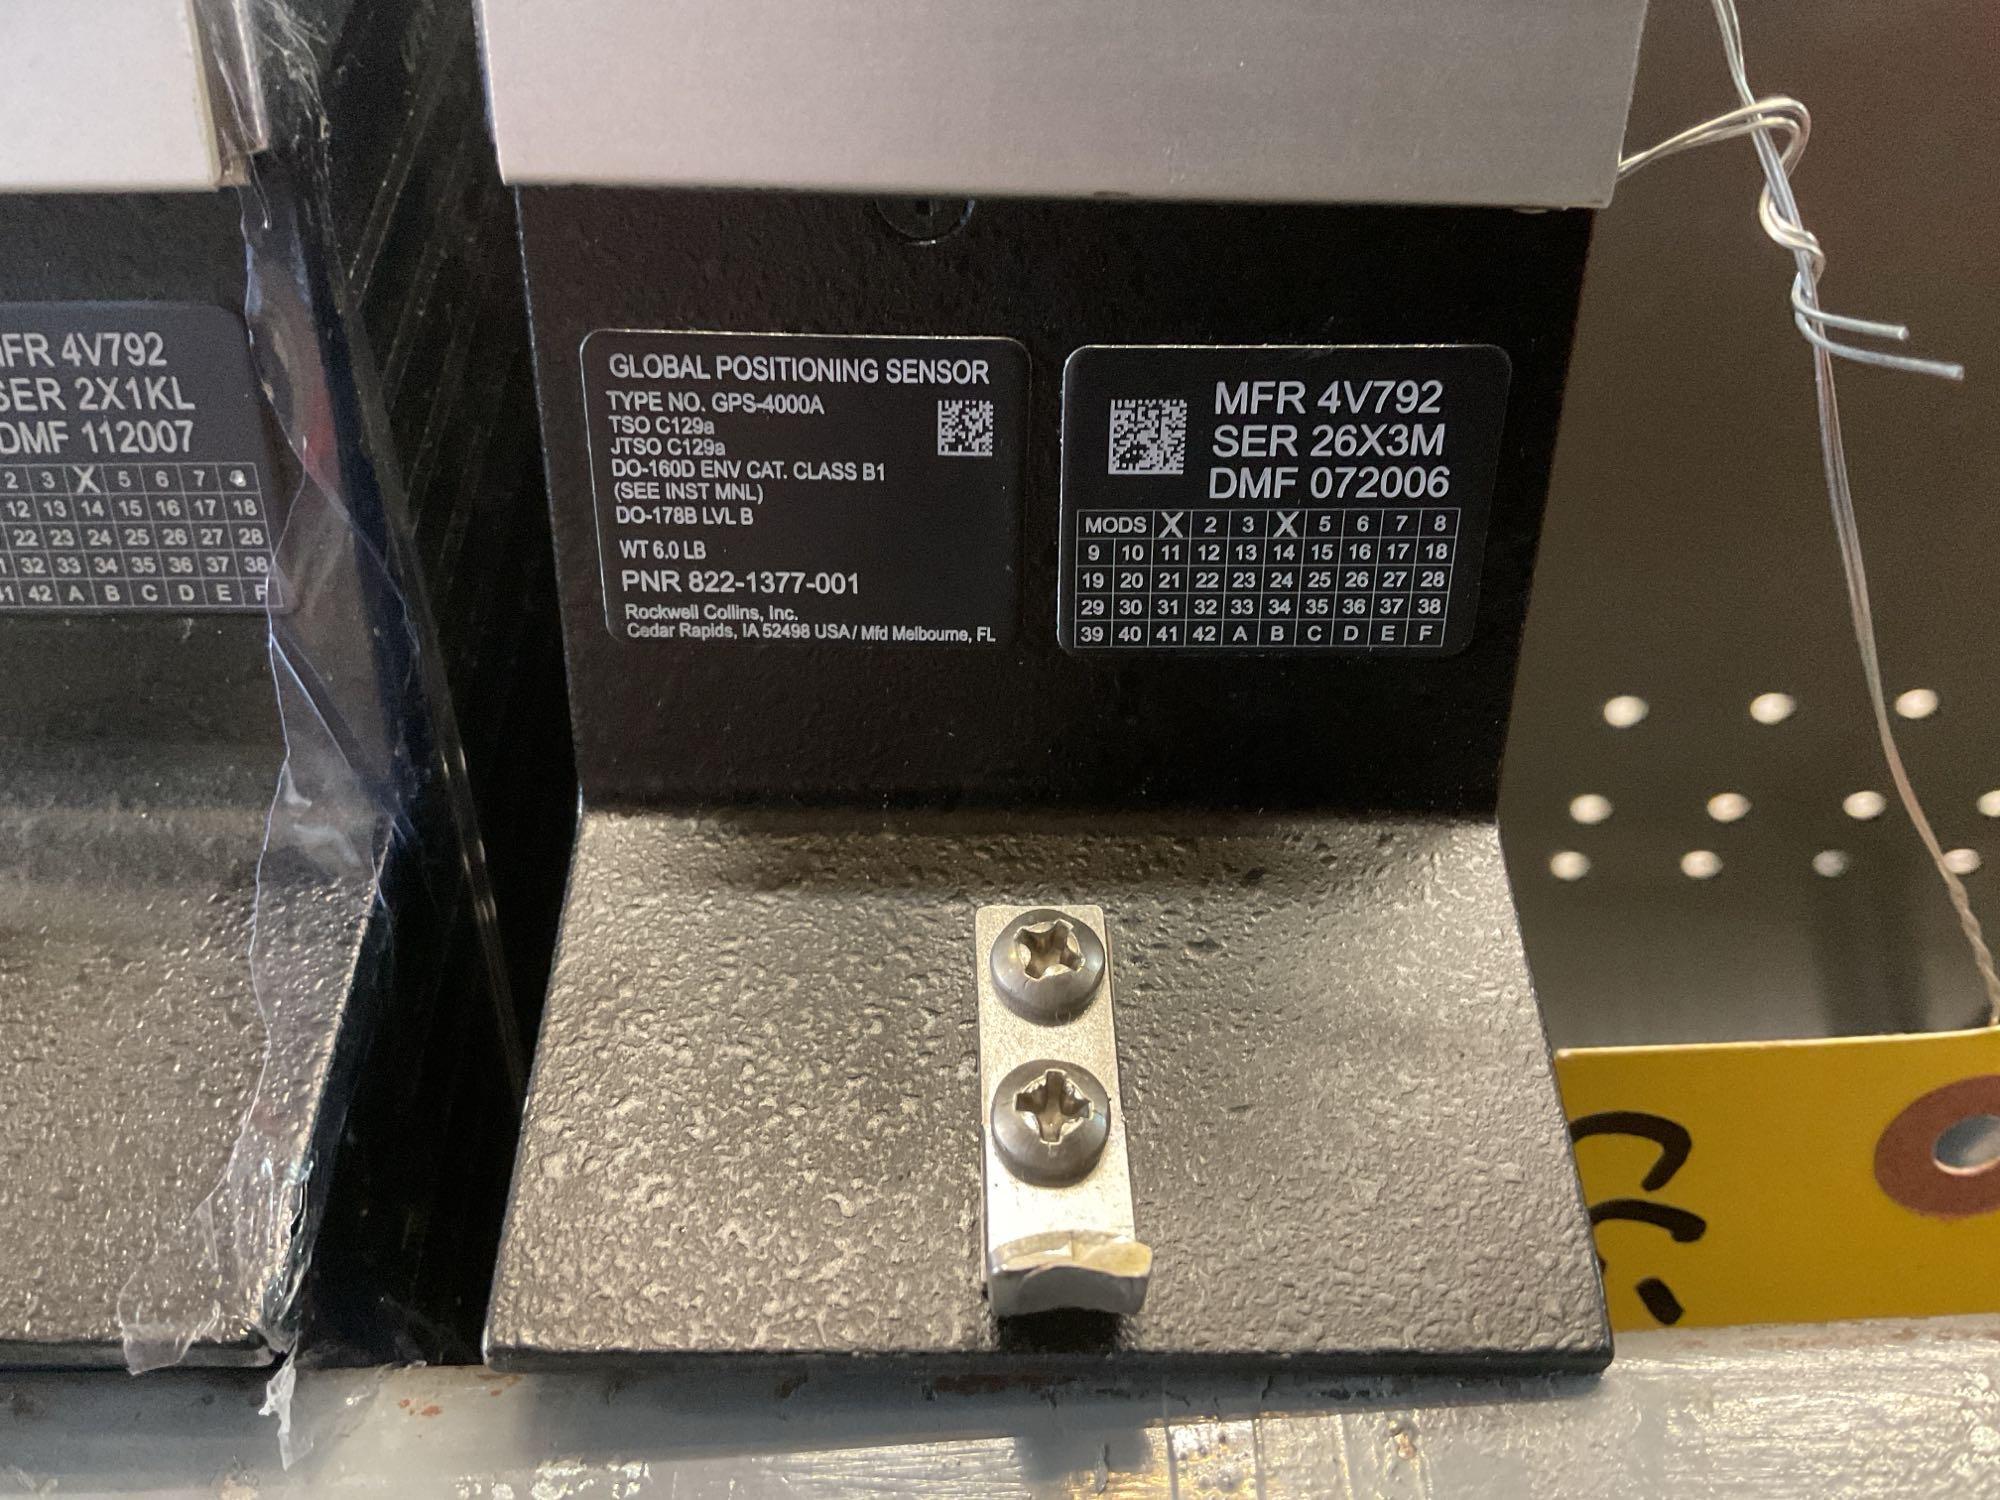 4V792
2X1KL
112007
2 3 X 5 6 7
12 13 14 15 16 17 18
22 23 24 25 26 27 28
32 33 34 35 36 37 38
42 A B C D E F
GLOBAL POSITIONING SENSOR
TYPE NO. GPS-4000A
TSO C129a
JTSO C129a
DO-160D ENV CAT. CLASS B1
(SEE INST MNL)
DO-178B LVL B
WT 6.0 LB
PNR 822-1377-001
Rockwell Collins, Inc.
Cedar Rapids, IA 52498 USA / Mfd Melbourne, FL
MFR 4V792
SER 26X3M
DMF 072006
MODS X 2 3 X 5 6 7 8
9 10 11 12 13 14 15 16 17 18
19 20 21 22 23 24 25 26 27 28
29 30 31 32 33 34 35 36 37 38
39 40 41 42 A B C D E F